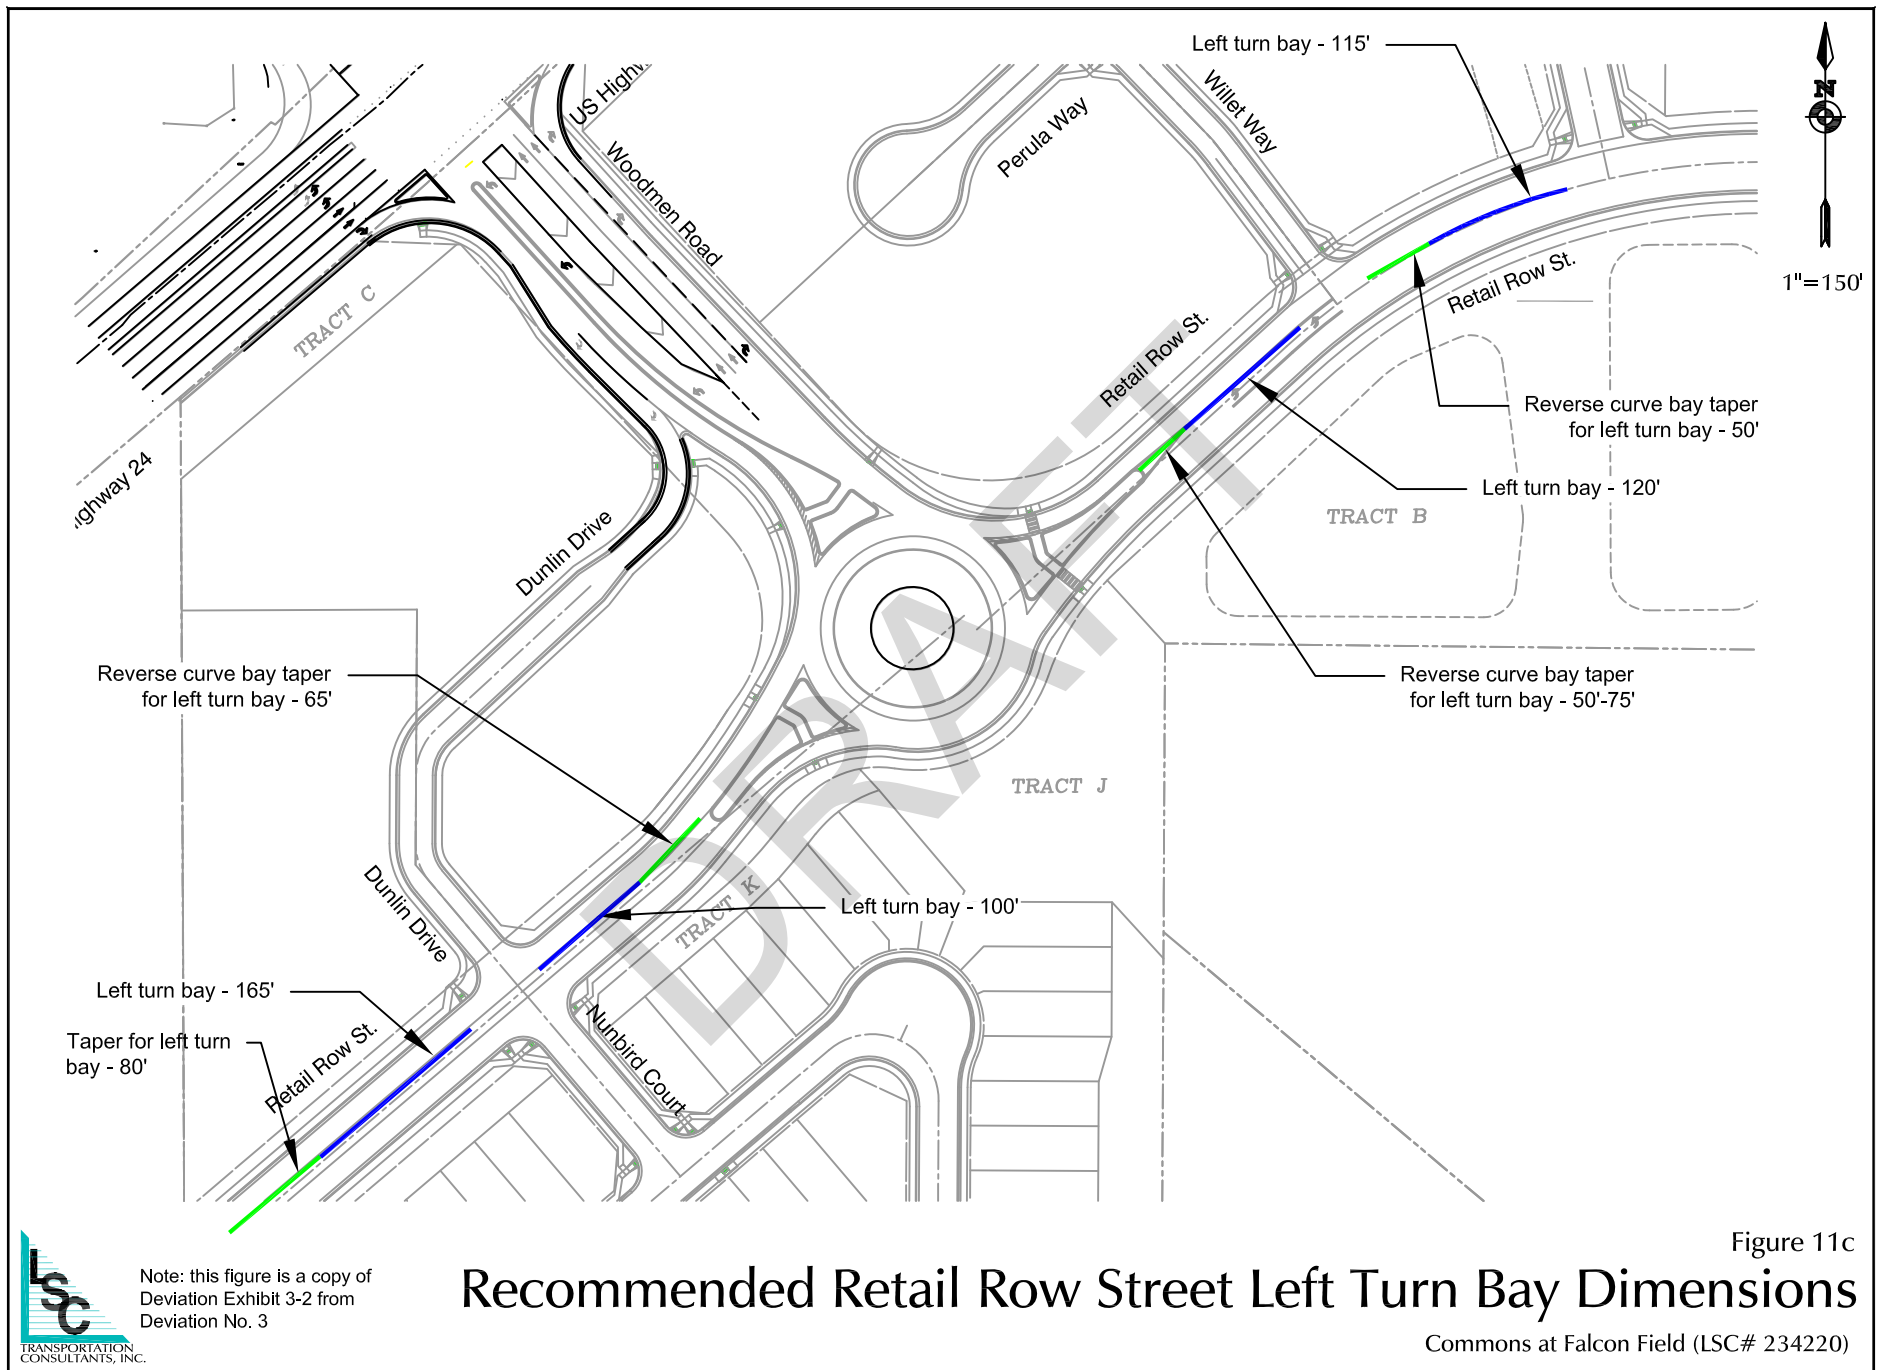 Left turn bay - 115'
N
1"=150'
US Highw
Woodmen Road
Perula Way
Willet Way
Retail Row St.
Retail Row St.
TRACT C
Reverse curve bay taper
for left turn bay - 50'
Left turn bay - 120'
TRACT B
ighway 24
Dunlin Drive
Reverse curve bay taper
for left turn bay - 65'
Reverse curve bay taper
for left turn bay - 50'-75'
TRACT J
DRAFT
TRACT K
Left turn bay - 100'
Dunlin Drive
Left turn bay - 165'
Taper for left turn
bay - 80'
Retail Row St.
Nunbird Court
Figure 11c
Recommended Retail Row Street Left Turn Bay Dimensions
Commons at Falcon Field (LSC# 234220)
Note: this figure is a copy of
Deviation Exhibit 3-2 from
Deviation No. 3
LSC
TRANSPORTATION
CONSULTANTS, INC.